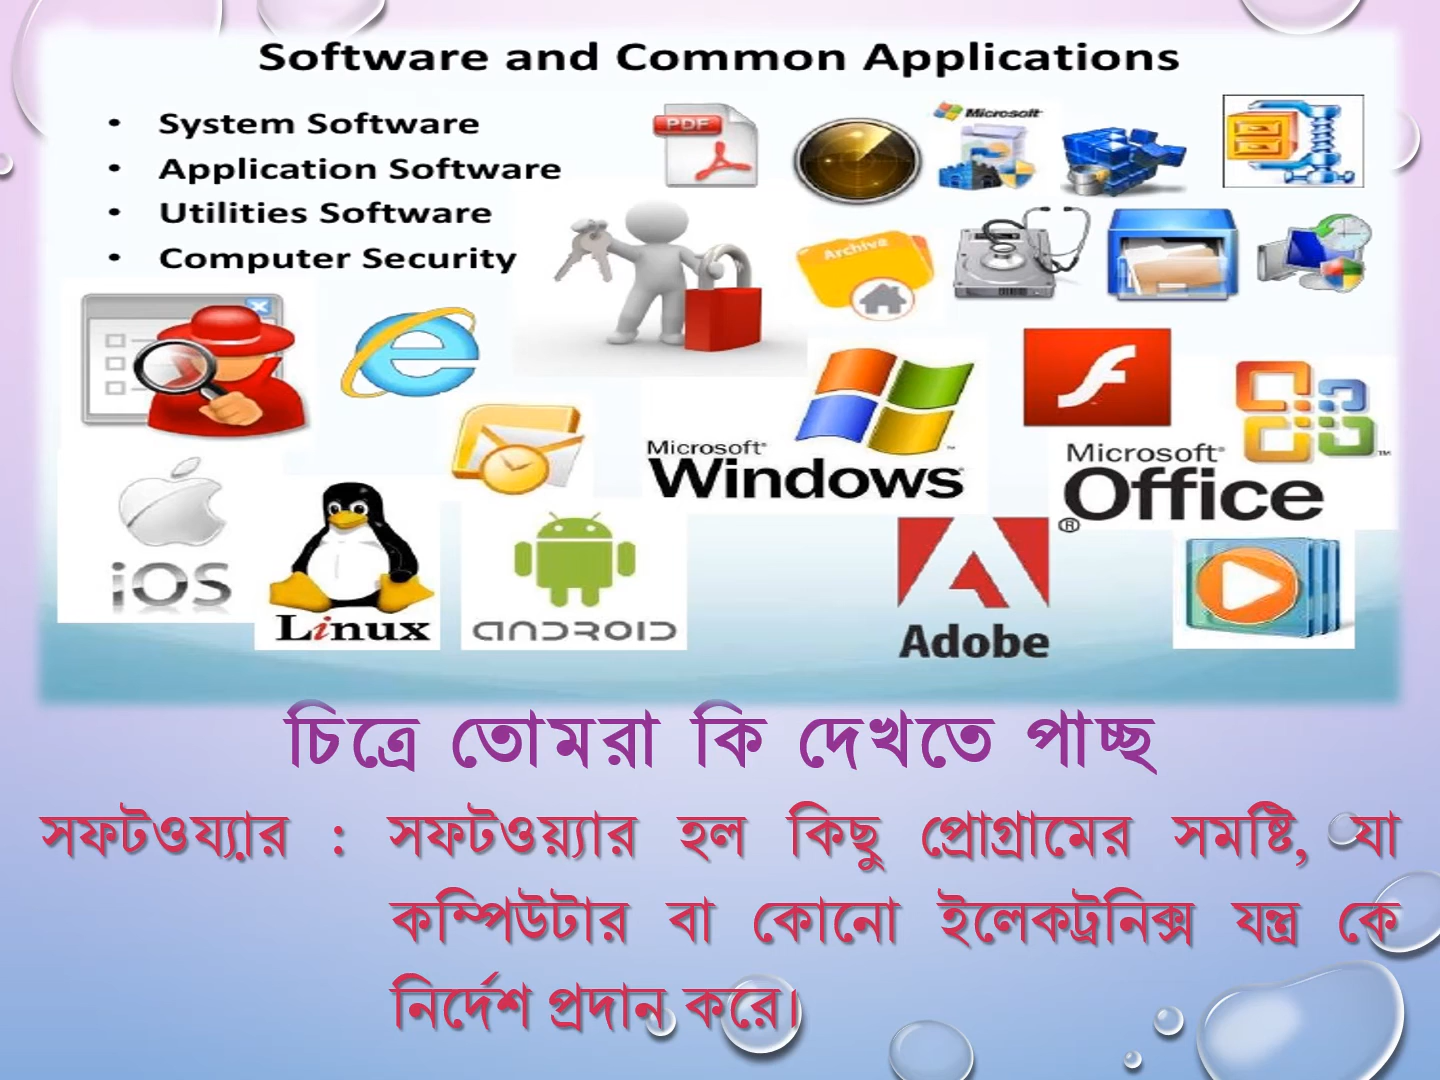 Software and Common Applications
• System Software
• Application Software
• Utilities Software
• Computer Security
PDF
Microsoft
Archive
Microsoft®
Windows
Microsoft®
Office
iOS
Linux
ANDROID
Adobe
চিত্রে তোমরা কি দেখতে পাচ্ছ
সফটওয্যা়র : সফটওয়্যার হল কিছু প্রোগ্রামের সমষ্টি, যা
কম্পিউটার বা কোনো ইলেকট্রনিক্স যন্ত্র কে
নির্দেশ প্রদান করে।